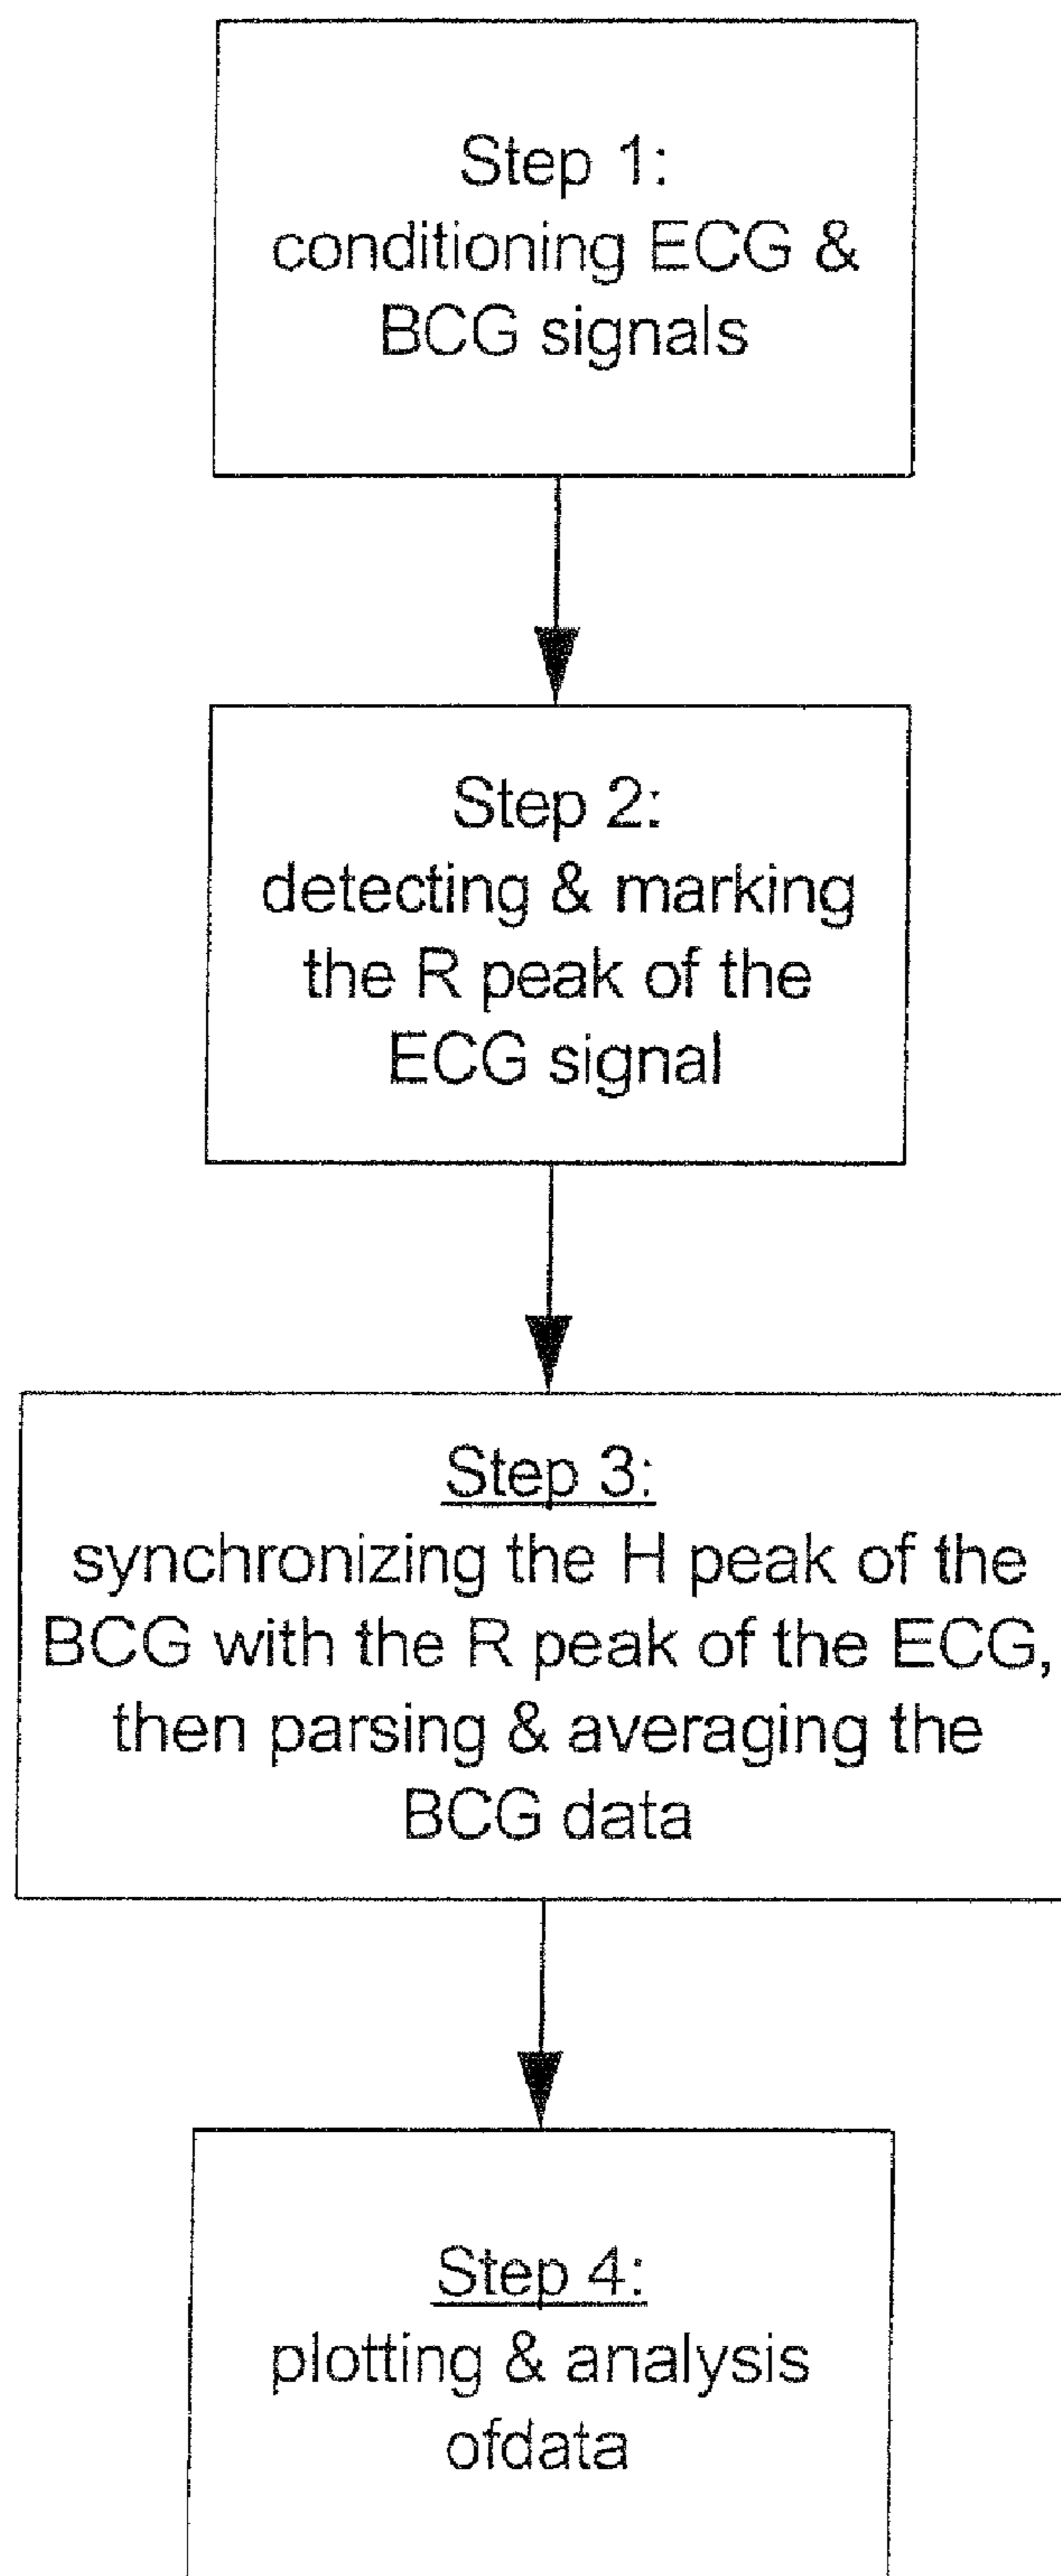 Step 1:
conditioning ECG &
BCG signals
Step 2:
detecting & marking
the R peak of the
ECG signal
Step 3:
synchronizing the H peak of the
BCG with the R peak of the ECG,
then parsing & averaging the
BCG data
Step 4:
plotting & analysis
ofdata